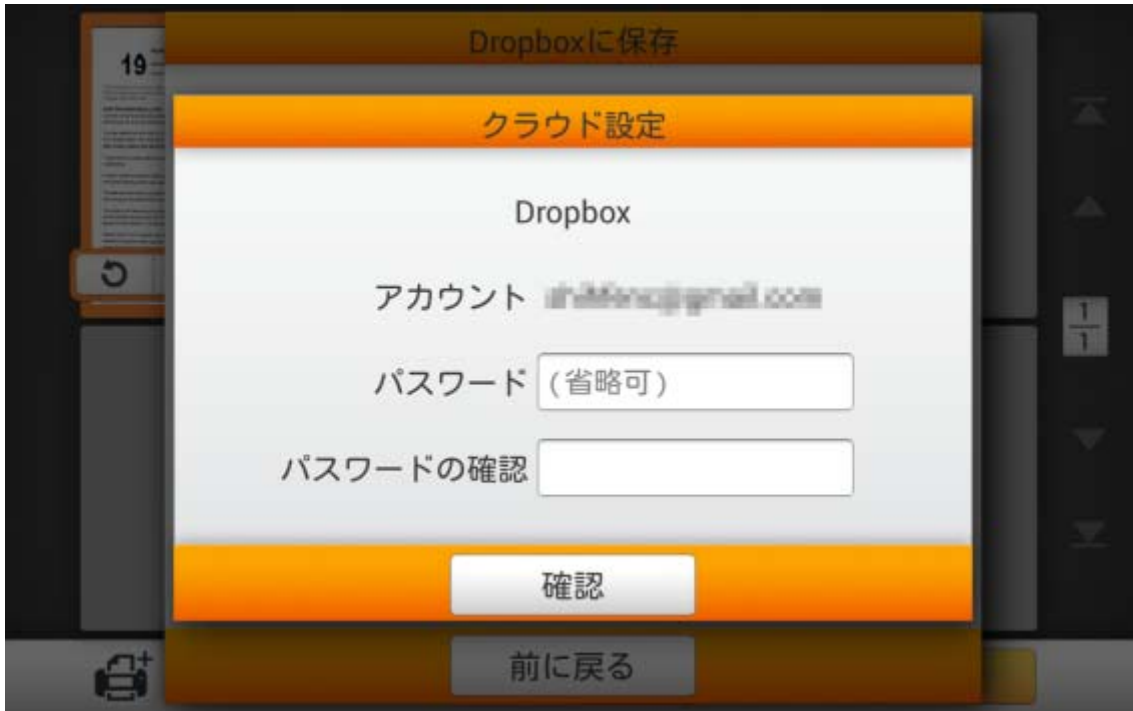 Dropboxに保存
19
クラウド設定
Dropbox
アカウント
パスワード (省略可)
パスワードの確認
確認
前に戻る
1
1